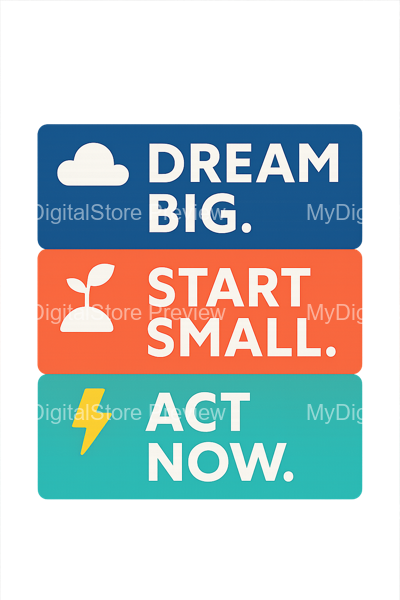 DREAM
BIG.
DigitalStore Preview MyDig
START
SMALL.
DigitalStore Preview MyDig
ACT
NOW.
DigitalStore Preview MyDig